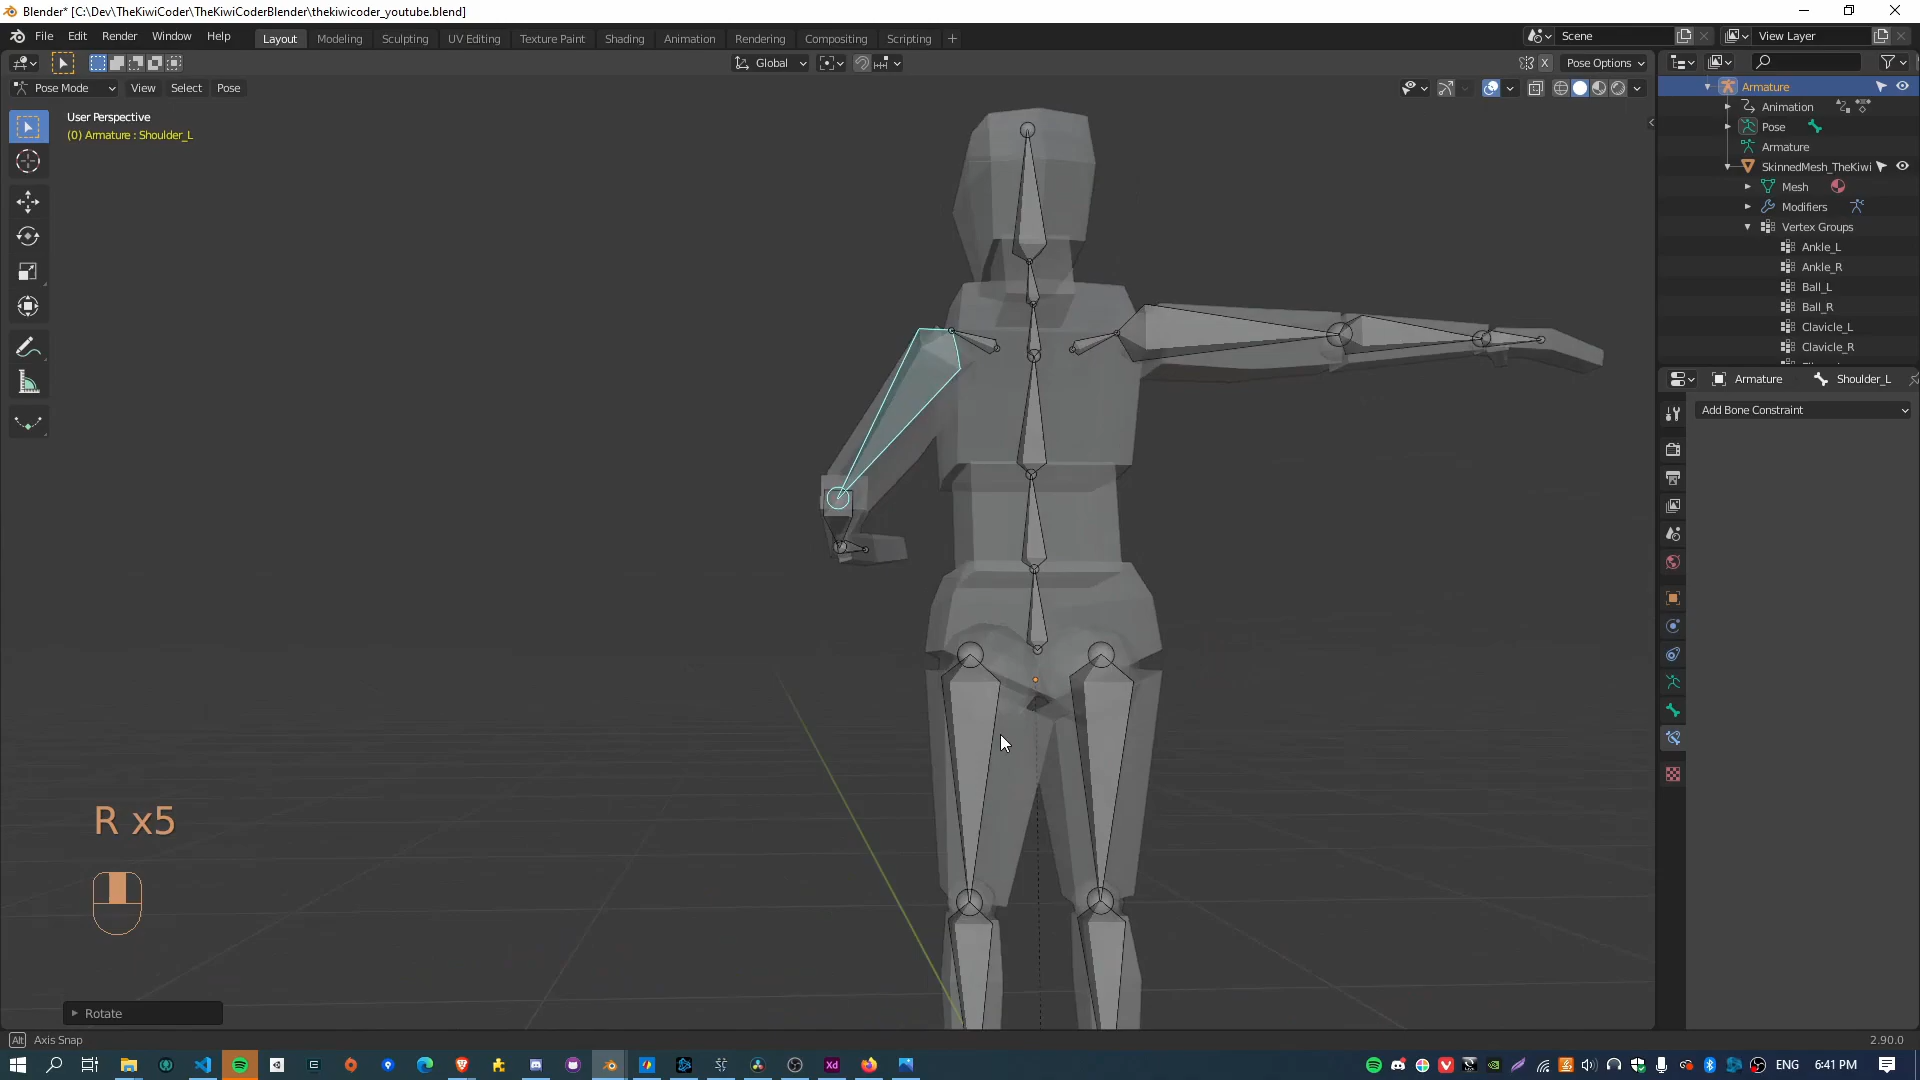 Blender* [C:\Dev\TheKiwiCoder\TheKiwiCoderBlender\thekiwicoder_youtube.blend]
File Edit Render Window Help
Layout Modeling Sculpting UV Editing Texture Paint Shading Animation Rendering Compositing Scripting +
Scene
View Layer
Global
X
Pose Options
Pose Mode View Select Pose
User Perspective
(0) Armature : Shoulder_L
Armature
Animation
Pose
Armature
SkinnedMesh_TheKiwi
Mesh
Modifiers
Vertex Groups
Ankle_L
Ankle_R
Ball_L
Ball_R
Clavicle_L
Clavicle_R
Armature Shoulder_L
Add Bone Constraint
R x5
Rotate
Alt Axis Snap
2.90.0
Xd
ENG 6:41 PM